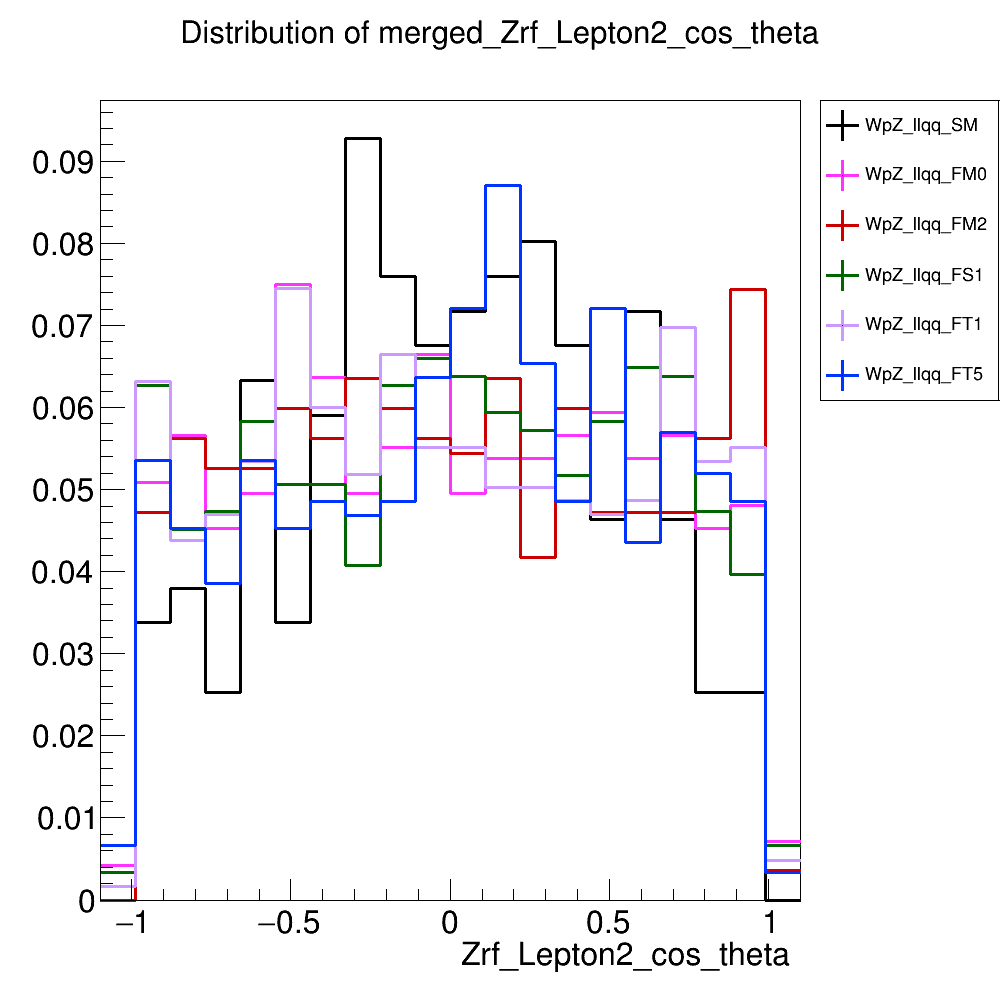 Distribution of merged_Zrf_Lepton2_cos_theta
WpZ_llqq_SM
WpZ_llqq_FM0
WpZ_llqq_FM2
WpZ_llqq_FS1
WpZ_llqq_FT1
WpZ_llqq_FT5
0.09
0.08
0.07
0.06
0.05
0.04
0.03
0.02
0.01
0
−1 −0.5 0 0.5 1
Zrf_Lepton2_cos_theta